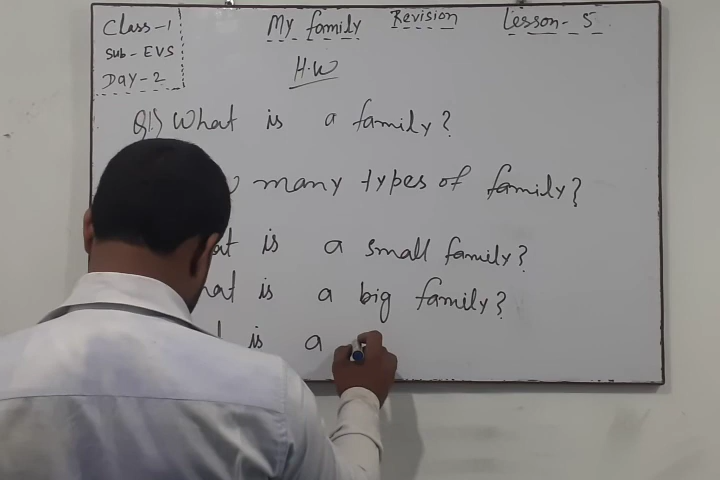 Class-1 My family Revision Lesson-5
Sub-EVS
Day-2
H.W
Q1) What is a family?
many types of family?
is a small family?
is a big family?
is a